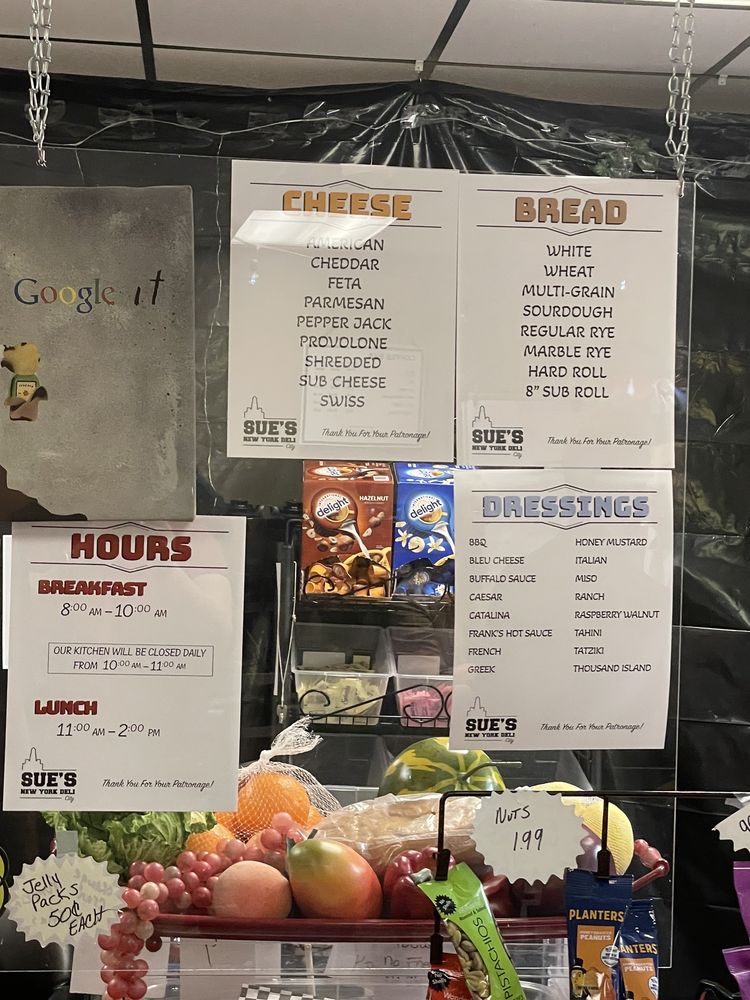 Google it
CHEESE
AMERICAN
CHEDDAR
FETA
PARMESAN
PEPPER JACK
PROVOLONE
SHREDDED
SUB CHEESE
SWISS
SUE'S
NEW YORK DELI
City
Thank You For Your Patronage!
BREAD
WHITE
WHEAT
MULTI-GRAIN
SOURDOUGH
REGULAR RYE
MARBLE RYE
HARD ROLL
8" SUB ROLL
SUE'S
NEW YORK DELI
City
Thank You For Your Patronage!
delight
HAZELNUT
delight
DRESSINGS
BBQ
BLEU CHEESE
BUFFALO SAUCE
CAESAR
CATALINA
FRANK'S HOT SAUCE
FRENCH
GREEK
HONEY MUSTARD
ITALIAN
MISO
RANCH
RASPBERRY WALNUT
TAHINI
TATZIKI
THOUSAND ISLAND
SUE'S
NEW YORK DELI
City
Thank You For Your Patronage!
HOURS
BREAKFAST
8:00 AM – 10:00 AM
OUR KITCHEN WILL BE CLOSED DAILY
FROM 10:00 AM – 11:00 AM
LUNCH
11:00 AM – 2:00 PM
SUE'S
NEW YORK DELI
City
Thank You For Your Patronage!
NUTS
1.99
Jelly
Packs
50¢
EACH
PISTACHIOS
PLANTERS
PEANUTS
PLANTERS
PEANUTS